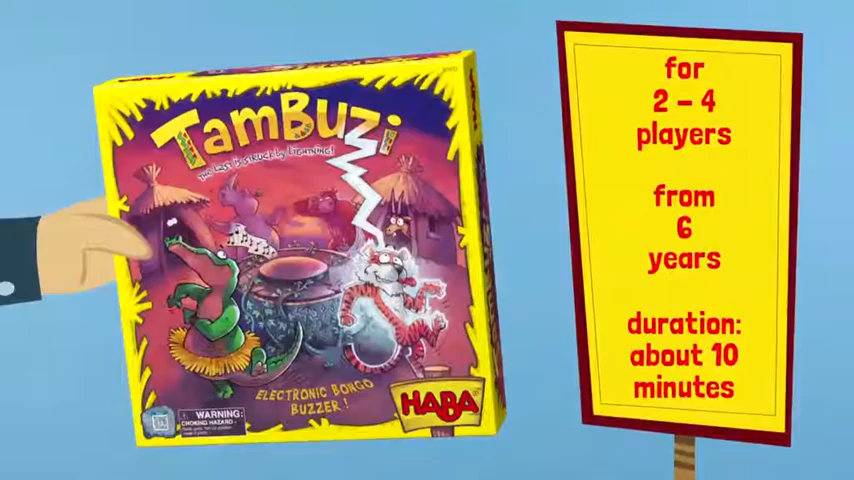 TAMBUZI
THE LAST IS STRUCK by LIGHTNING!
ELECTRONIC BONGO
BUZZER!
WARNING:
CHOKING HAZARD
HABA
for
2 – 4
players
from
6
years
duration:
about 10
minutes